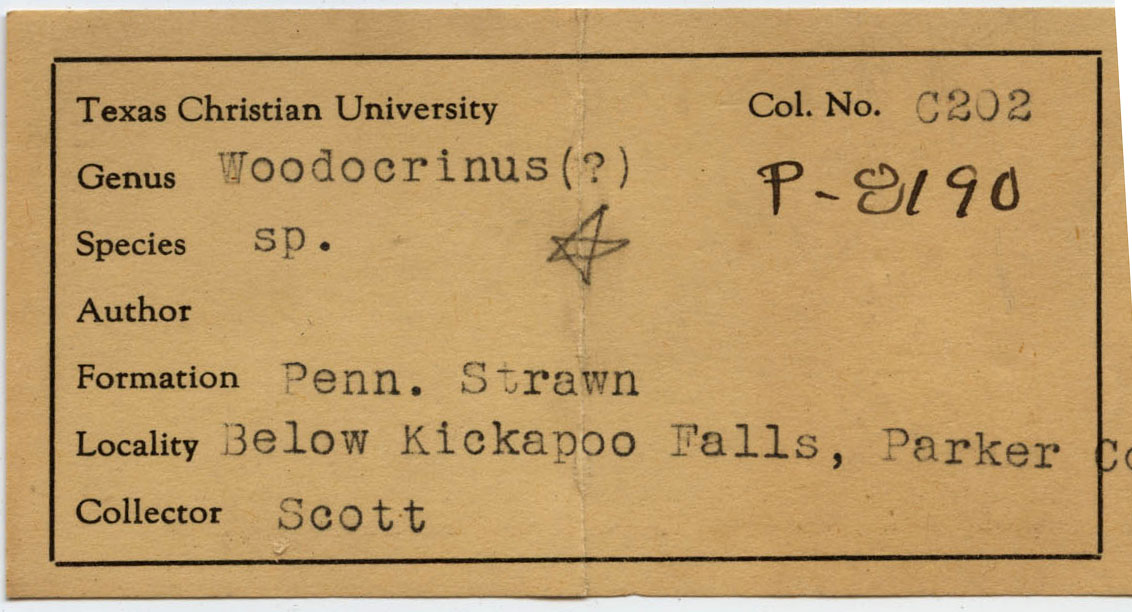 Texas Christian University Col. No. C202
Genus Woodocrinus(?)
P-8190
Species sp.
Author
Formation Penn. Strawn
Locality Below Kickapoo Falls, Parker Co
Collector Scott